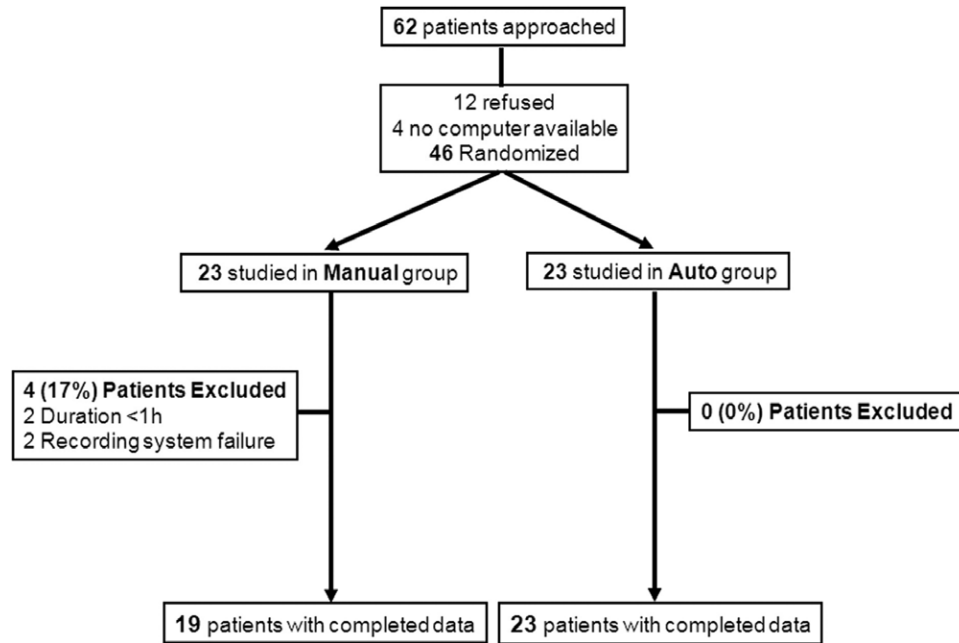 62 patients approached
12 refused
4 no computer available
46 Randomized
23 studied in Manual group
23 studied in Auto group
4 (17%) Patients Excluded
2 Duration <1h
2 Recording system failure
0 (0%) Patients Excluded
19 patients with completed data
23 patients with completed data